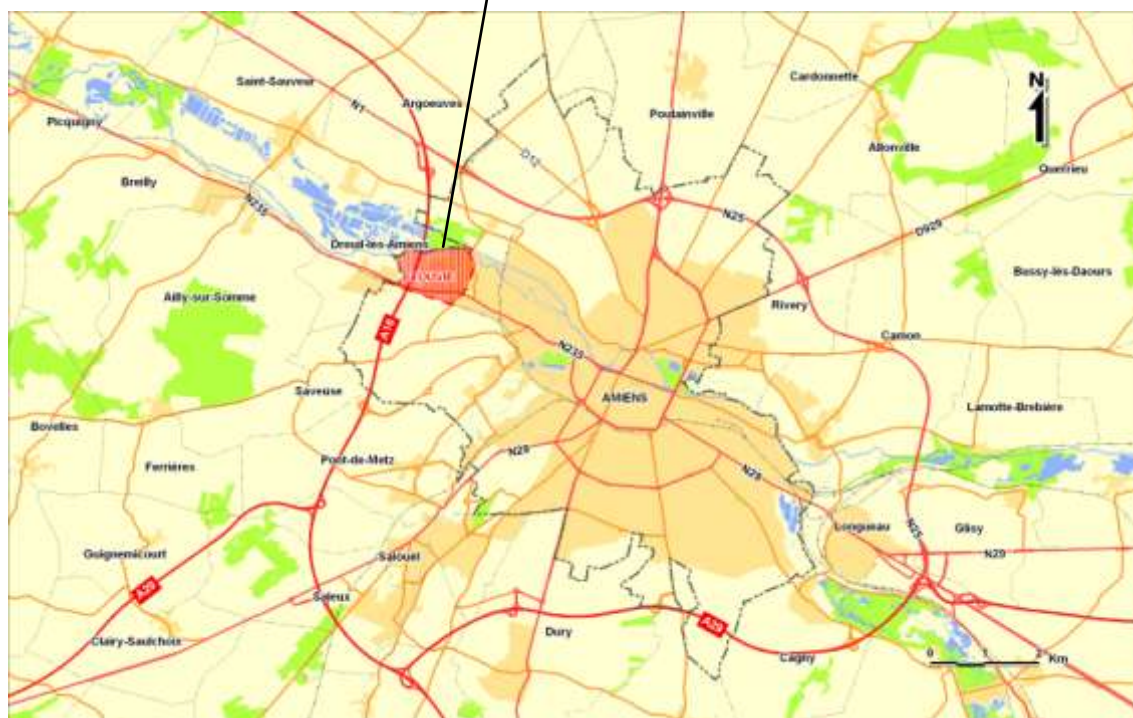 Saint-Sauveur
Cardonnette
N
Argoeuves
N1
Poulainville
Picquigny
D12
Allonville
Querrieu
Breilly
N235
N25
D929
Dreuil-les-Amiens
Bussy-lès-Daours
Ailly-sur-Somme
Rivery
A16
Camon
N235
Saveuse
AMIENS
Lamotte-Brebière
Bovelles
Ferrières
Pont-de-Metz
N29
N29
Longueau
Glisy
N25
Guignemicourt
Salouel
N29
A29
Saleux
Clairy-Saulchoix
Dury
A29
Cagny
0 1 2 Km